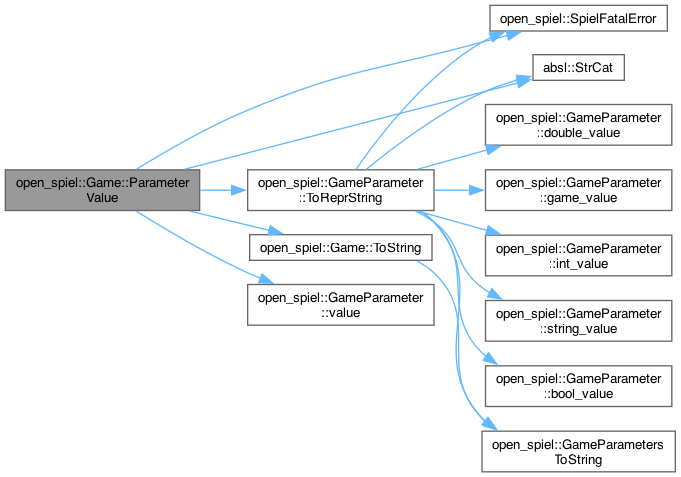 open_spiel::Game::Parameter
Value
open_spiel::GameParameter
::ToReprString
open_spiel::Game::ToString
open_spiel::GameParameter
::value
open_spiel::SpielFatalError
absl::StrCat
open_spiel::GameParameter
::double_value
open_spiel::GameParameter
::game_value
open_spiel::GameParameter
::int_value
open_spiel::GameParameter
::string_value
open_spiel::GameParameter
::bool_value
open_spiel::GameParameters
ToString